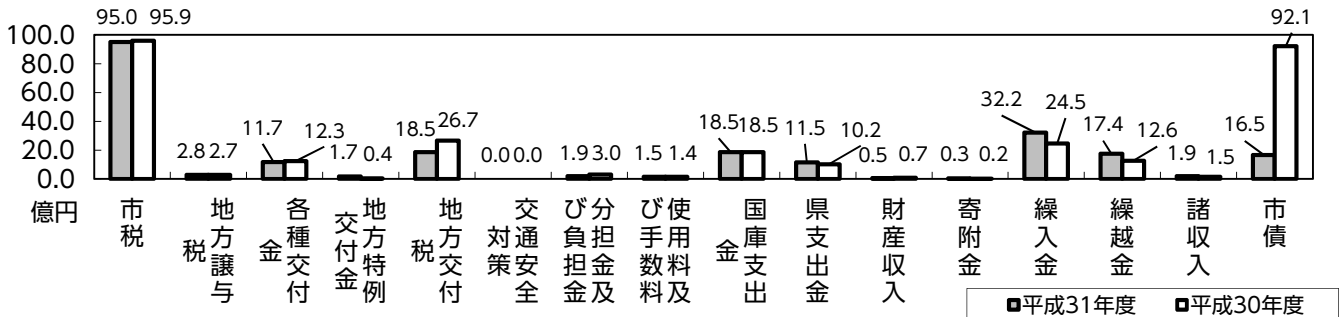 95.0 95.9
92.1
100.0
80.0
60.0
40.0
20.0
0.0
億円
2.8 2.7
11.7 12.3
1.7 0.4
18.5 26.7
0.0 0.0
1.9 3.0
1.5 1.4
18.5 18.5
11.5 10.2
0.5 0.7
0.3 0.2
32.2 24.5
17.4 12.6
1.9 1.5
16.5
市税
地方譲与税
各種交付金
地方特例交付金
地方交付税
交通安全対策
分担金及び負担金
使用料及び手数料
国庫支出金
県支出金
財産収入
寄附金
繰入金
繰越金
諸収入
市債
平成31年度 平成30年度